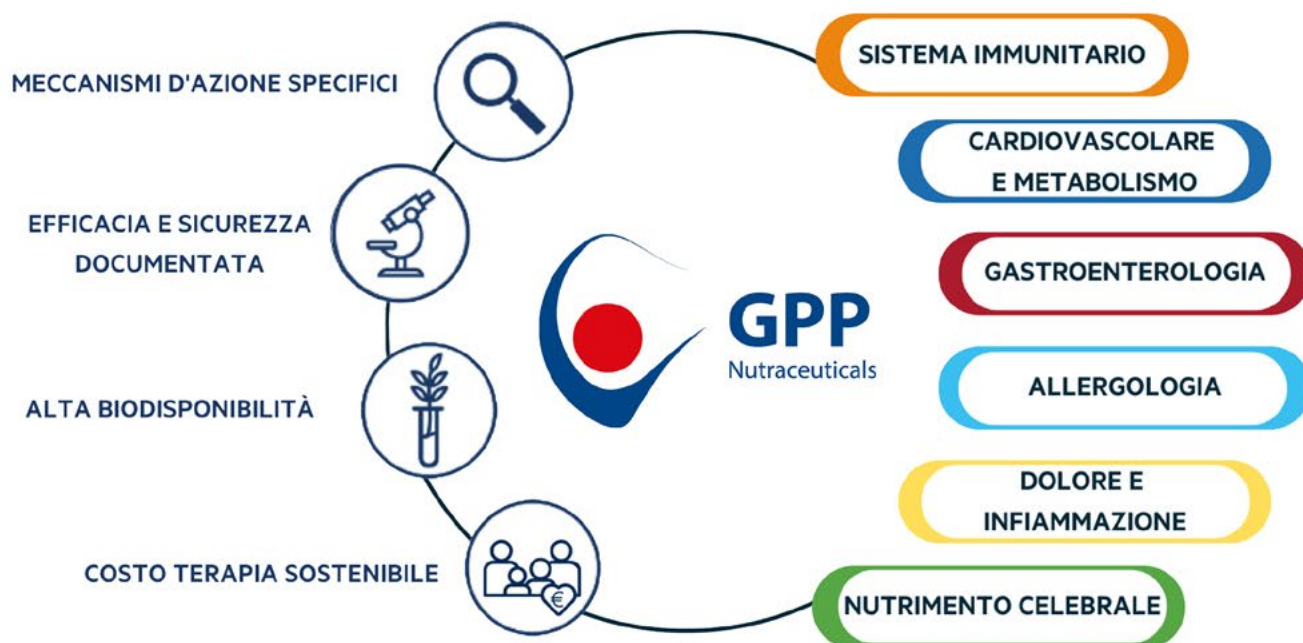 MECCANISMI D'AZIONE SPECIFICI
EFFICACIA E SICUREZZA
DOCUMENTATA
ALTA BIODISPONIBILITÀ
COSTO TERAPIA SOSTENIBILE
€
GPP
Nutraceuticals
SISTEMA IMMUNITARIO
CARDIOVASCOLARE
E METABOLISMO
GASTROENTEROLOGIA
ALLERGOLOGIA
DOLORE E
INFIAMMAZIONE
NUTRIMENTO CELEBRALE